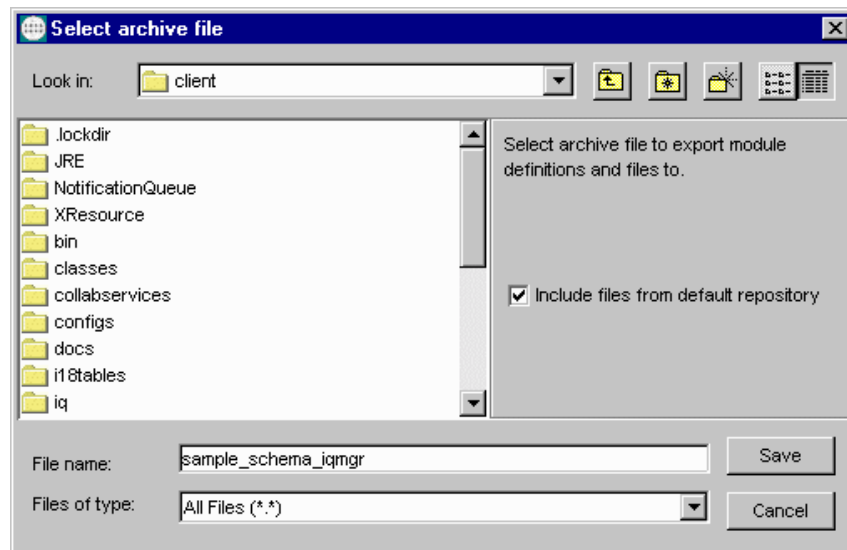 Select archive file
Look in:
client
.lockdir
JRE
NotificationQueue
XResource
bin
classes
collabservices
configs
docs
i18tables
iq
Select archive file to export module
definitions and files to.
Include files from default repository
File name:
sample_schema_iqmgr
Save
Files of type:
All Files (*.*)
Cancel